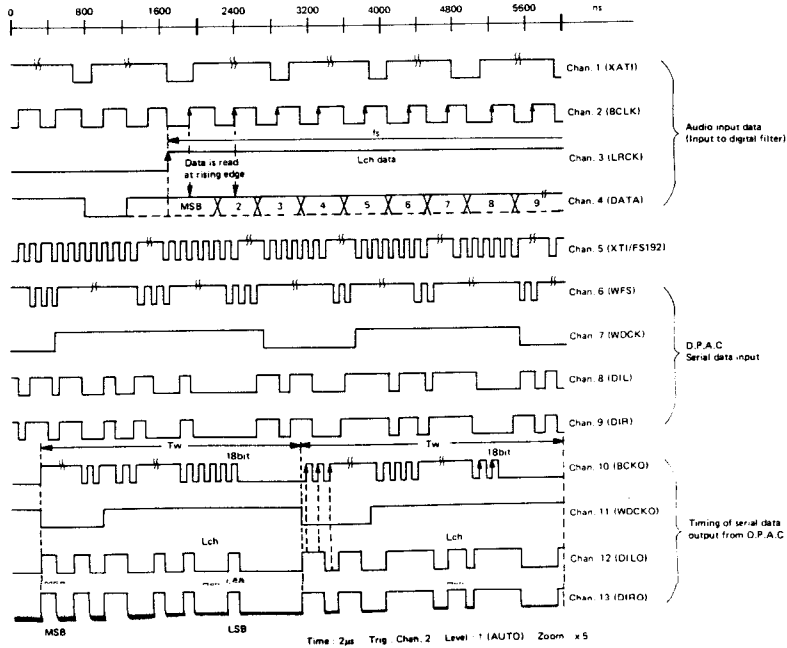 0 800 1600 2400 3200 4000 4800 5600 ns
Chan. 1 (XATI)
Chan. 2 (BCLK)
fs
Audio input data
(Input to digital filter)
Data is read
at rising edge
Lch data
Chan. 3 (LRCK)
MSB 2 3 4 5 6 7 8 9
Chan. 4 (DATA)
Chan. 5 (XTI/FS192)
Chan. 6 (WFS)
Chan. 7 (WDCK)
D.P.A.C
Serial data input
Chan. 8 (DIL)
Chan. 9 (DIR)
Tw Tw
18bit 18bit
Chan. 10 (BCKO)
Chan. 11 (WDCKO)
Timing of serial data
output from D.P.A.C
Lch Lch
Chan. 12 (DILO)
Chan. 13 (DIRO)
MSB LSB
Time : 2μs Trig : Chan. 2 Level : ↑ (AUTO) Zoom : x 5